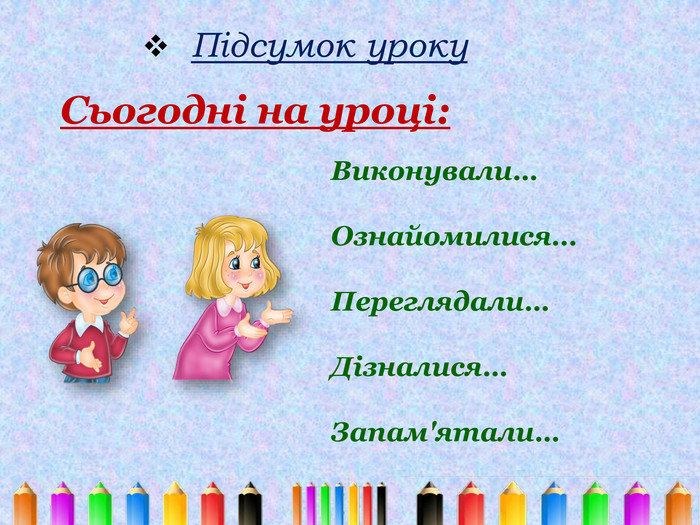 ❖ Підсумок уроку
Сьогодні на уроці:
Виконували...
Ознайомилися...
Переглядали...
Дізналися...
Запам'ятали...